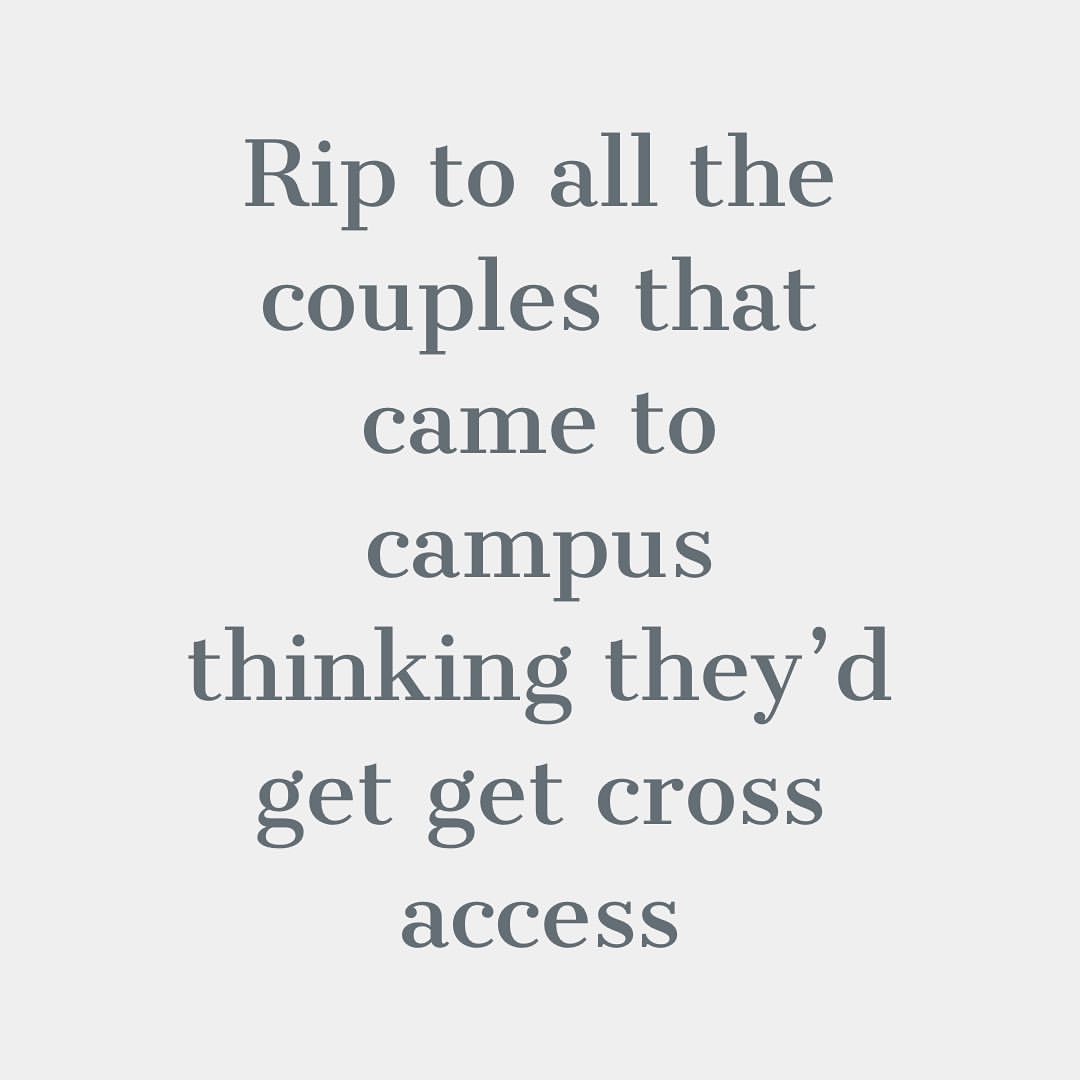 Rip to all the
couples that
came to
campus
thinking they’d
get get cross
access